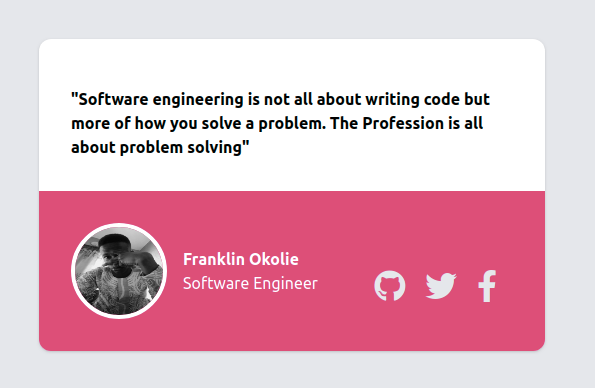 "Software engineering is not all about writing code but
more of how you solve a problem. The Profession is all
about problem solving"
Franklin Okolie
Software Engineer